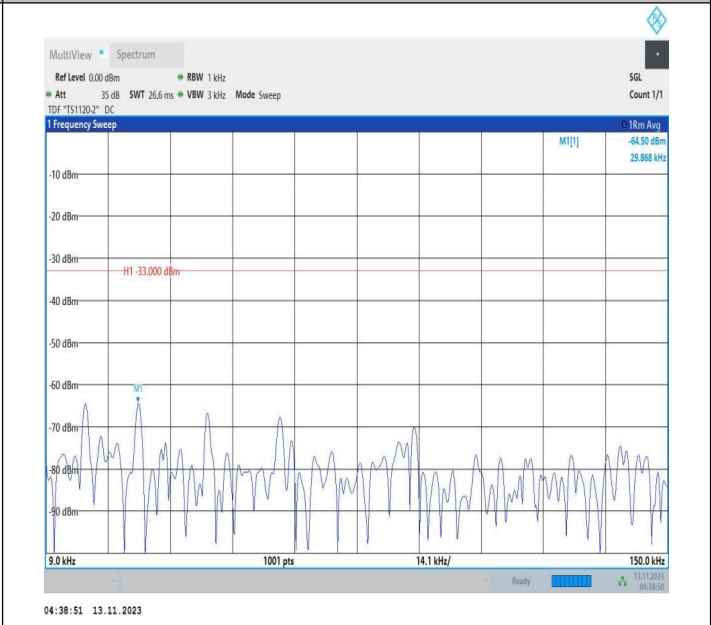 MultiView Spectrum
Ref Level 0.00 dBm RBW 1 kHz SGL
Att 35 dB SWT 26.6 ms VBW 3 kHz Mode Sweep Count 1/1
TDF "TS1120-2" DC
1 Frequency Sweep 1Rm Avg
M1[1] -64.50 dBm
29.868 kHz
-10 dBm
-20 dBm
-30 dBm
H1 -33.000 dBm
-40 dBm
-50 dBm
-60 dBm
M1
-70 dBm
-80 dBm
-90 dBm
9.0 kHz 1001 pts 14.1 kHz/ 150.0 kHz
Ready 13.11.2023
04:38:50
04:38:51 13.11.2023